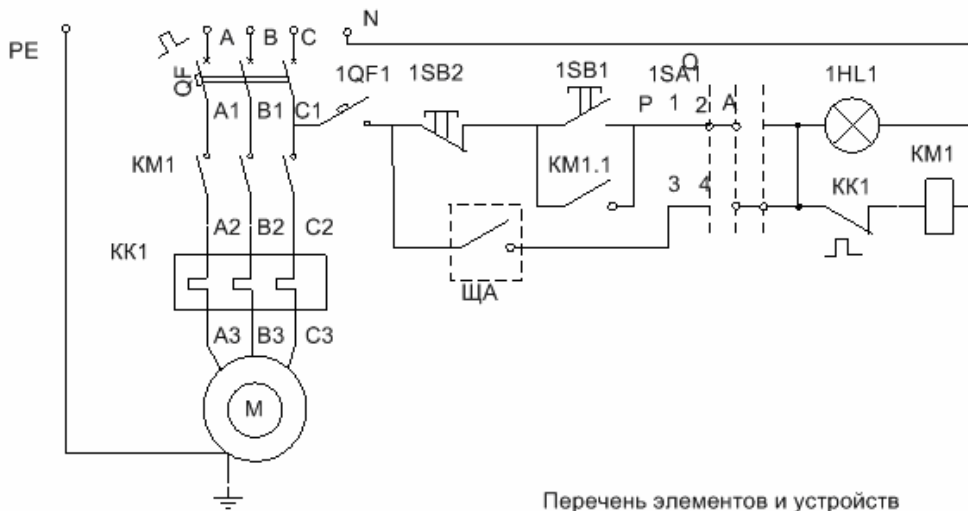 PE
A B C N
QF
1QF1 1SB2 1SB1 1SA1 1HL1
O
P 1 2 A
A1 B1 C1
KM1
KM1.1
KM1
3 4
KK1
A2 B2 C2
KK1
ЩА
A3 B3 C3
M
Перечень элементов и устройств